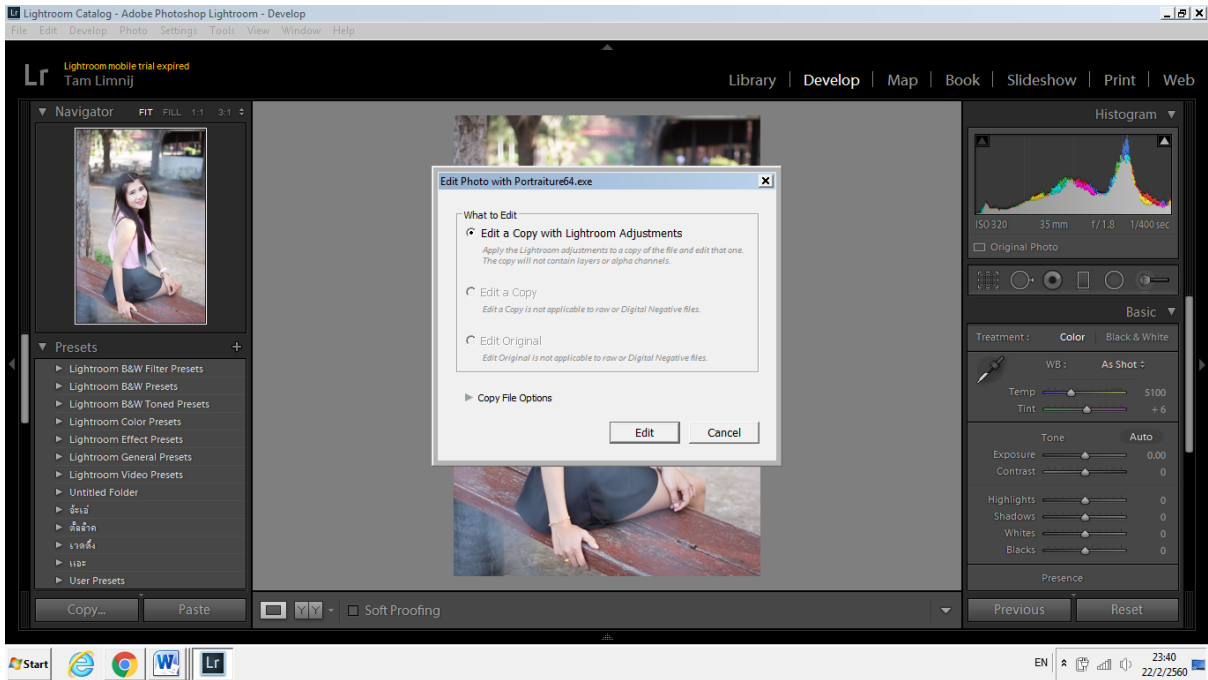 Lr Lightroom Catalog - Adobe Photoshop Lightroom - Develop
File Edit Develop Photo Settings Tools View Window Help
Lr Lightroom mobile trial expired
Tam Limnij
Library | Develop | Map | Book | Slideshow | Print | Web
Navigator FIT FILL 1:1 3:1
Histogram
ISO 320 35 mm f / 1.8 1/400 sec
Original Photo
Edit Photo with Portraiture64.exe
What to Edit
Edit a Copy with Lightroom Adjustments
Apply the Lightroom adjustments to a copy of the file and edit that one.
The copy will not contain layers or alpha channels.
Edit a Copy
Edit a Copy is not applicable to raw or Digital Negative files.
Edit Original
Edit Original is not applicable to raw or Digital Negative files.
Copy File Options
Edit Cancel
Presets
Lightroom B&W Filter Presets
Lightroom B&W Presets
Lightroom B&W Toned Presets
Lightroom Color Presets
Lightroom Effect Presets
Lightroom General Presets
Lightroom Video Presets
Untitled Folder
แอะ
User Presets
Copy... Paste
Basic
Treatment : Color Black & White
WB : As Shot
Temp 5100
Tint + 6
Tone Auto
Exposure 0.00
Contrast 0
Highlights 0
Shadows 0
Whites 0
Blacks 0
Presence
Previous Reset
Y Y Soft Proofing
Start W Lr
EN 23:40
22/2/2560